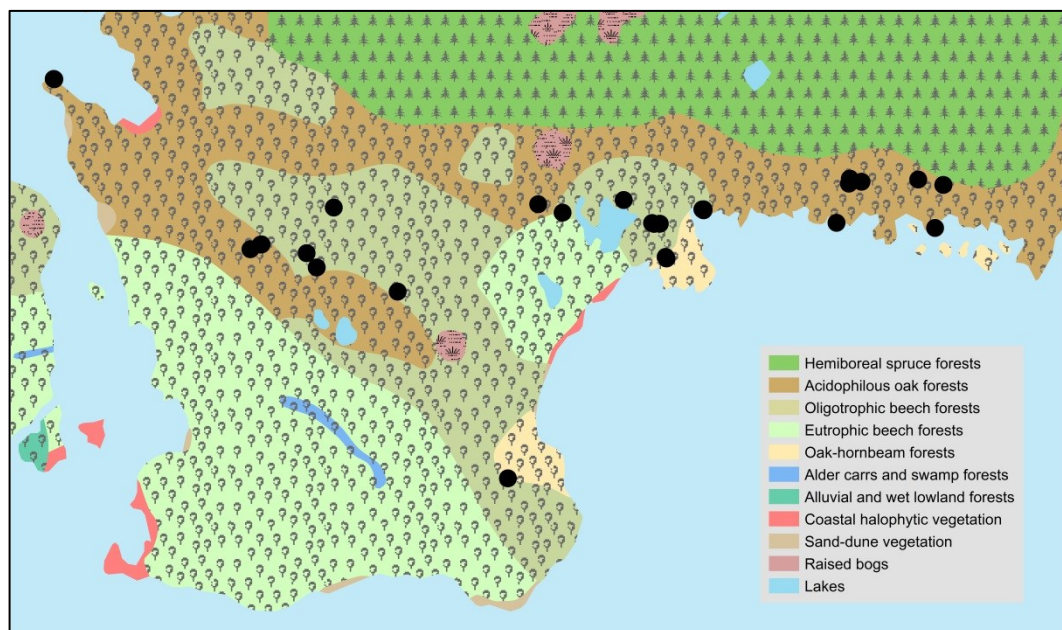 Hemiboreal spruce forests
Acidophilous oak forests
Oligotrophic beech forests
Eutrophic beech forests
Oak-hornbeam forests
Alder carrs and swamp forests
Alluvial and wet lowland forests
Coastal halophytic vegetation
Sand-dune vegetation
Raised bogs
Lakes